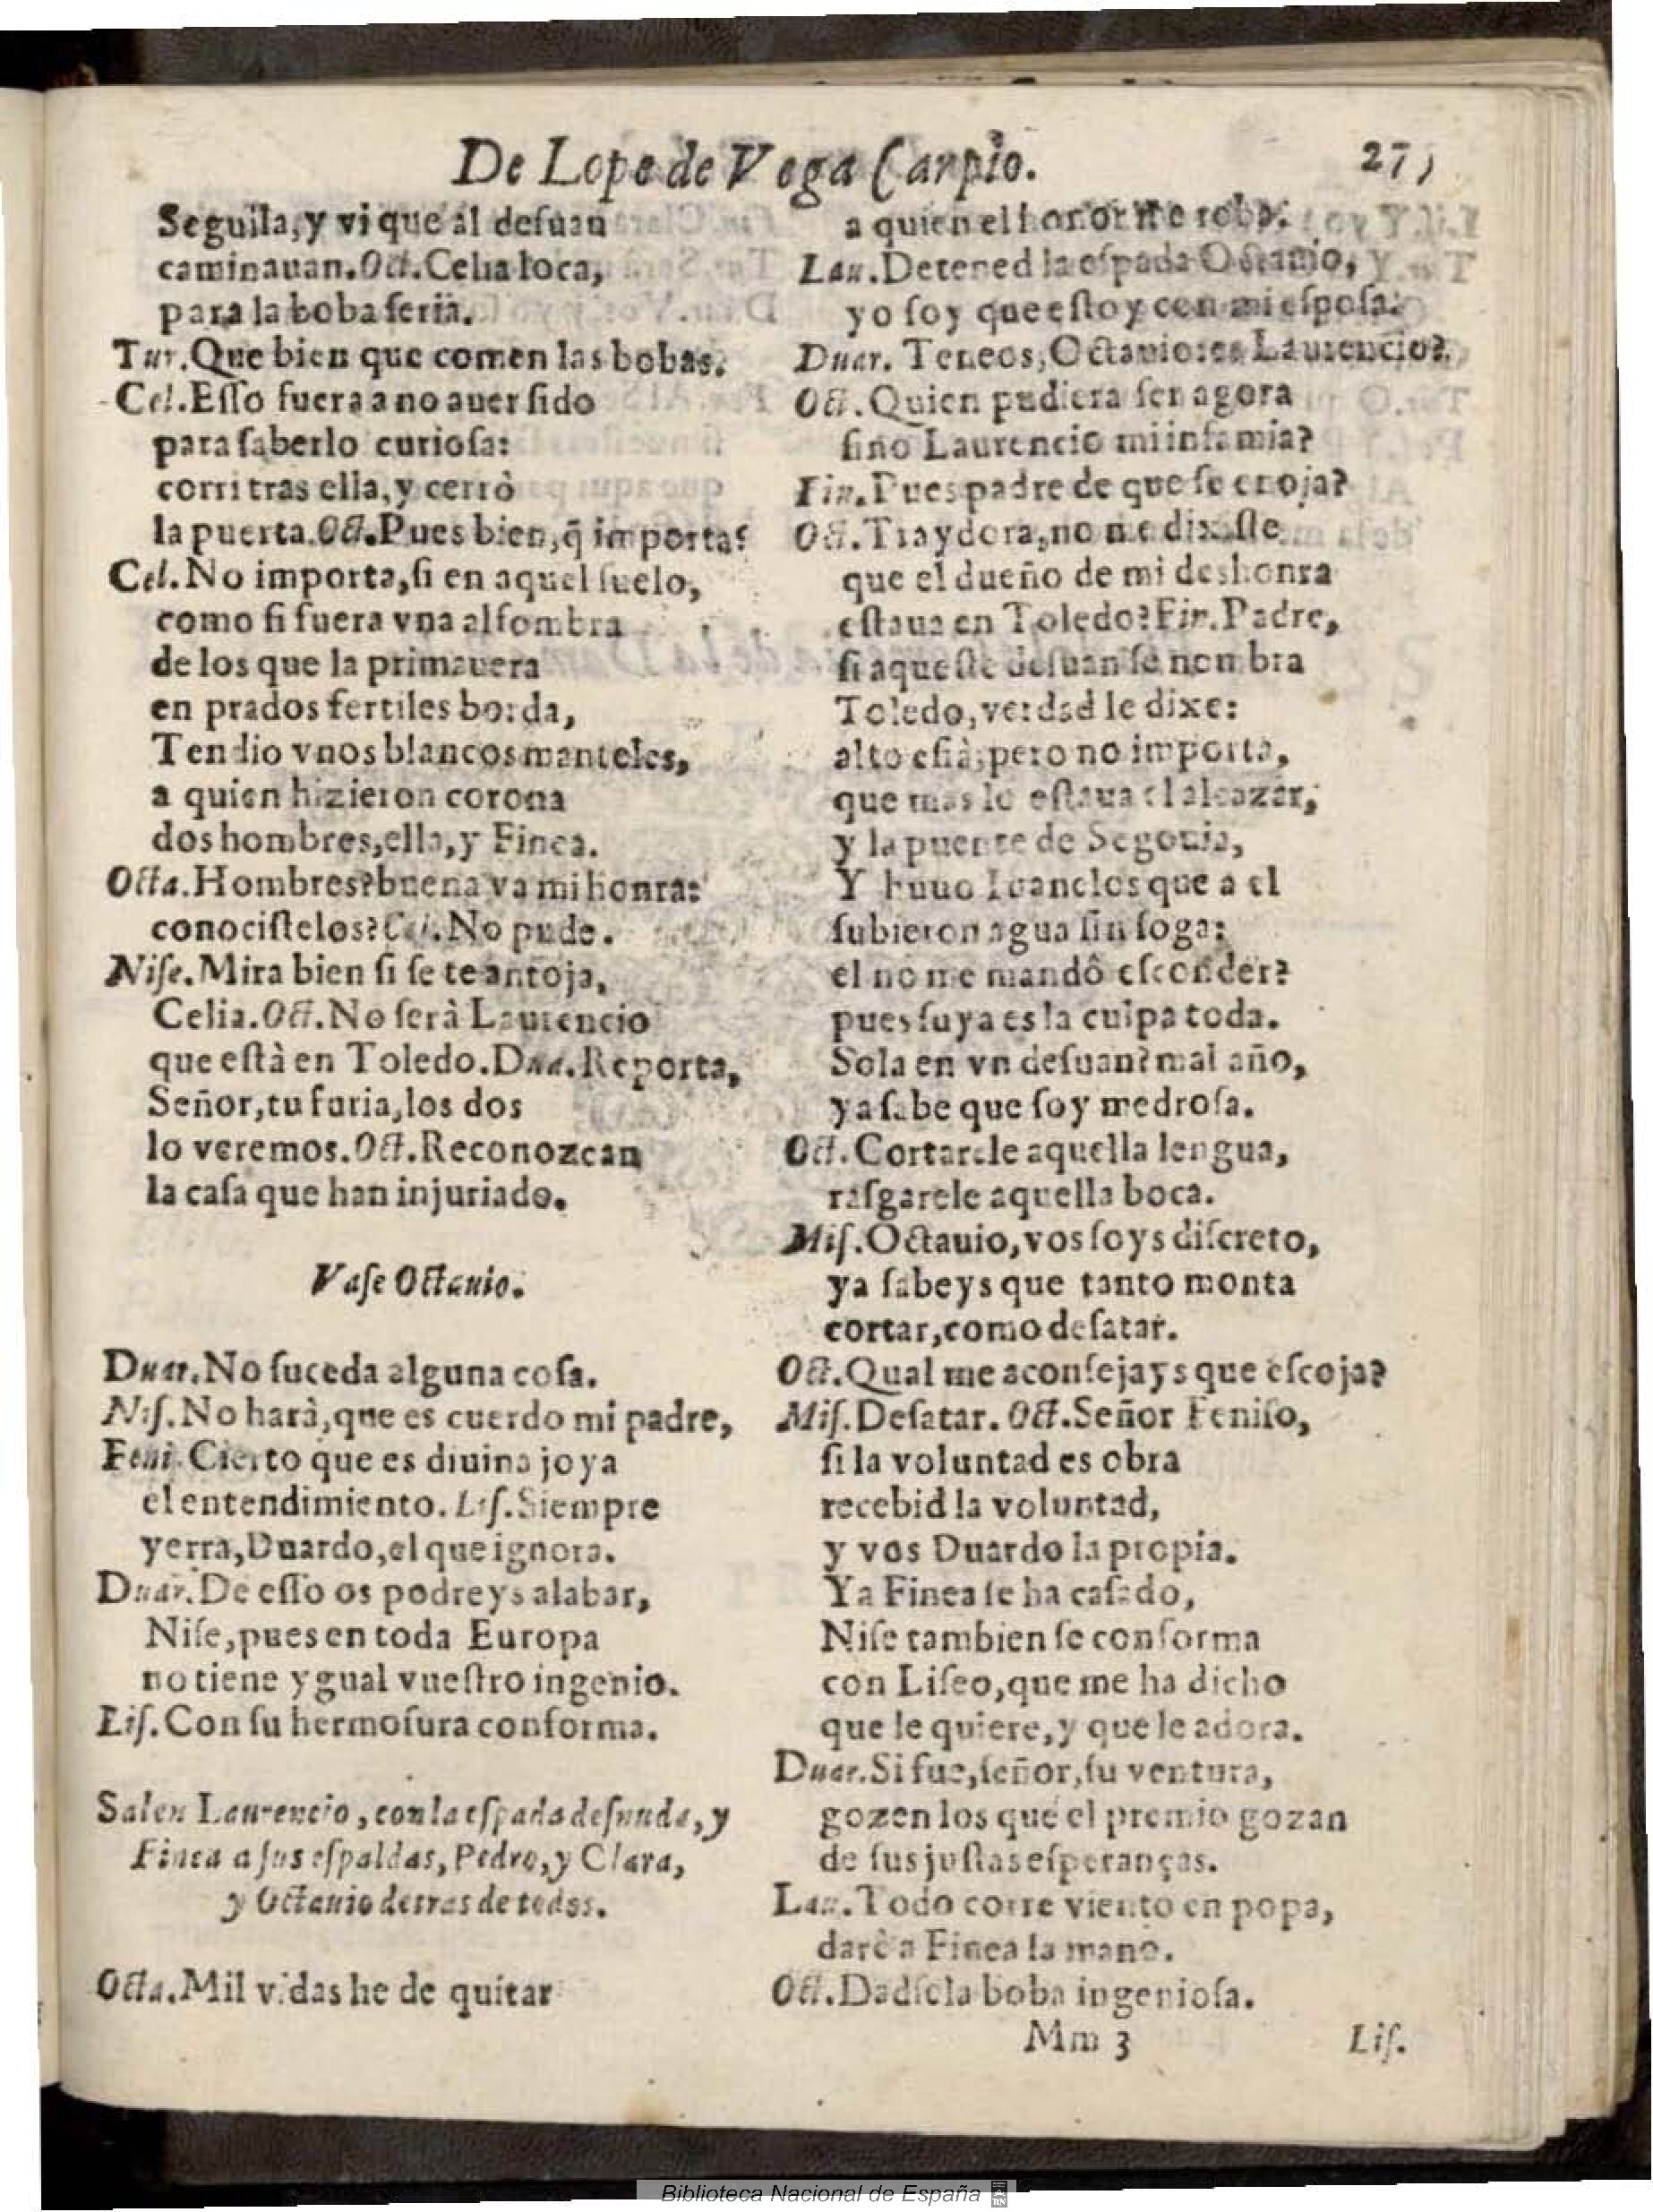 De Lope de Vega Carpio.
27)
Seguila, y vi que al desuan
caminauan. Oct. Celia loca,
para la boba seria.
Tur. Que bien que comen las bobas.
Cel. Esso fuera a no auer sido
para saberlo curiosa:
corri tras ella, y cerrò
la puerta. Oct. Pues bien, q̃ importa?
Cel. No importa, si en aquel suelo,
como si fuera vna alfombra
de los que la primauera
en prados fertiles borda,
Tendio vnos blancos manteles,
a quien hizieron corona
dos hombres, ella, y Finea.
Octa. Hombres? buena va mi honra:
conocistelos? Cel. No pude.
Nise. Mira bien si se te antoja,
Celia. Oct. No serà Laurencio
que està en Toledo. Dua. Reporta,
Señor, tu furia, los dos
lo veremos. Oct. Reconozcan
la casa que han injuriado.
Vase Octauio.
Duar. No suceda alguna cosa.
Nis. No harà, que es cuerdo mi padre,
Feni. Cierto que es diuina joya
el entendimiento. Lis. Siempre
yerra, Duardo, el que ignora.
Duar. De esso os podreys alabar,
Nise, pues en toda Europa
no tiene ygual vuestro ingenio.
Lis. Con su hermosura conforma.
Salen Laurencio, con la espada desnuda, y
Finea a sus espaldas, Pedro, y Clara,
y Octauio detras de todos.
Octa. Mil vidas he de quitar
a quien el honor me roba.
Lau. Detened la espada Octauio,
yo soy que estoy con mi esposa.
Duar. Teneos, Octauio: es Laurencio?
Oct. Quien pudiera ser agora
sino Laurencio mi infamia?
Fin. Pues padre de que se enoja?
Oct. Traydora, no me dixiste
que el dueño de mi deshonra
estaua en Toledo? Fin. Padre,
si aqueste desuan se nombra
Toledo, verdad le dixe:
alto està; pero no importa,
que mas lo estaua el alcazar,
y la puente de Segouia,
Y huuo Iuanelos que a el
subieron agua sin soga:
el no me mandô esconder?
pues suya es la culpa toda.
Sola en vn desuan? mal año,
ya sabe que soy medrosa.
Oct. Cortarele aquella lengua,
rasgarele aquella boca.
Mis. Octauio, vos soys discreto,
ya sabeys que tanto monta
cortar, como desatar.
Oct. Qual me aconsejays que escoja?
Mis. Desatar. Oct. Señor Feniso,
si la voluntad es obra
recebid la voluntad,
y vos Duardo la propia.
Ya Finea se ha casado,
Nise tambien se conforma
con Liseo, que me ha dicho
que le quiere, y que le adora.
Duar. Si fue, señor, su ventura,
gozen los que el premio gozan
de sus justas esperanças.
Lau. Todo corre viento en popa,
darè a Finea la mano.
Oct. Dadsela boba ingeniosa.
Mm 3
Lis.
Biblioteca Nacional de España